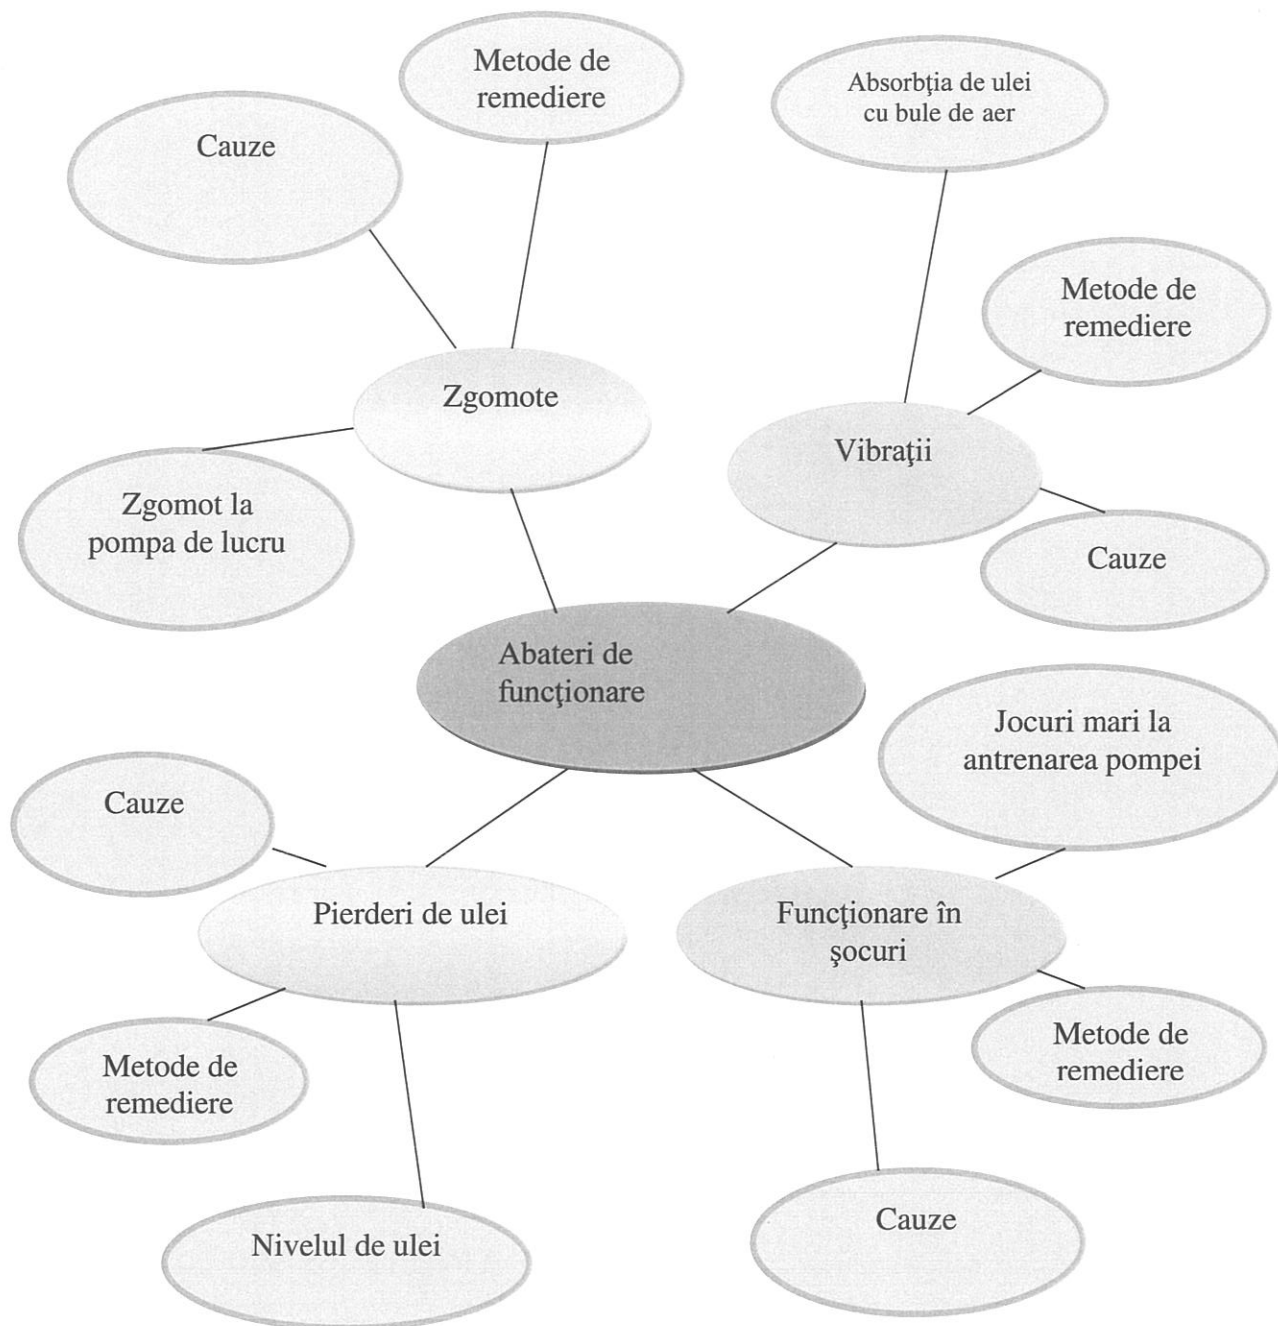 Metode de
remediere
Absorbţia de ulei
cu bule de aer
Cauze
Metode de
remediere
Zgomote
Vibraţii
Zgomot la
pompa de lucru
Cauze
Abateri de
funcţionare
Jocuri mari la
antrenarea pompei
Cauze
Pierderi de ulei
Funcţionare în
şocuri
Metode de
remediere
Metode de
remediere
Cauze
Nivelul de ulei